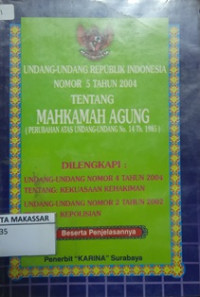 UNDANG-UNDANG REPUBLIK INDONESIA
NOMOR 5 TAHUN 2004
TENTANG
MAHKAMAH AGUNG
( PERUBAHAN ATAS UNDANG-UNDANG No. 14 Th. 1985 )
DILENGKAPI :
UNDANG-UNDANG NOMOR 4 TAHUN 2004
TENTANG KEKUASAAN KEHAKIMAN
UNDANG-UNDANG NOMOR 2 TAHUN 2002
KEPOLISIAN
TA MAKASSAR
35
Beserta Penjelasannya
Penerbit "KARINA" Surabaya